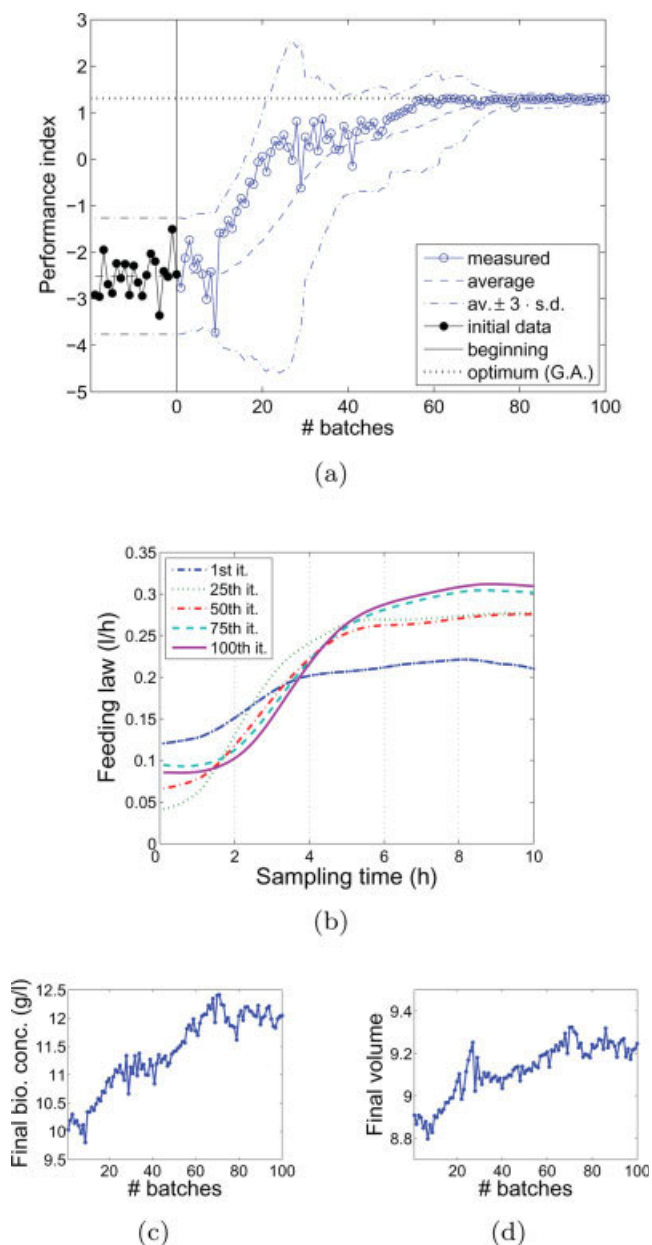 3
2
1
0
−1
−2
−3
−4
−5
Performance index
measured
average
av.± 3 · s.d.
initial data
beginning
optimum (G.A.)
0 20 40 60 80 100
# batches
(a)
0.35
0.3
0.25
0.2
0.15
0.1
0.05
0
Feeding law (l/h)
1st it.
25th it.
50th it.
75th it.
100th it.
0 2 4 6 8 10
Sampling time (h)
(b)
12.5
12
11.5
11
10.5
10
9.5
Final bio. conc. (g/l)
20 40 60 80 100
# batches
(c)
9.4
9.2
9
8.8
Final volume
20 40 60 80 100
# batches
(d)